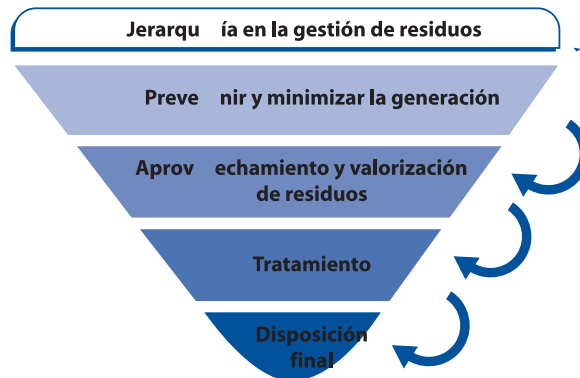 Jerarqu ía en la gestión de residuos
Preve nir y minimizar la generación
Aprov echamiento y valorización
de residuos
Tratamiento
Disposición
final